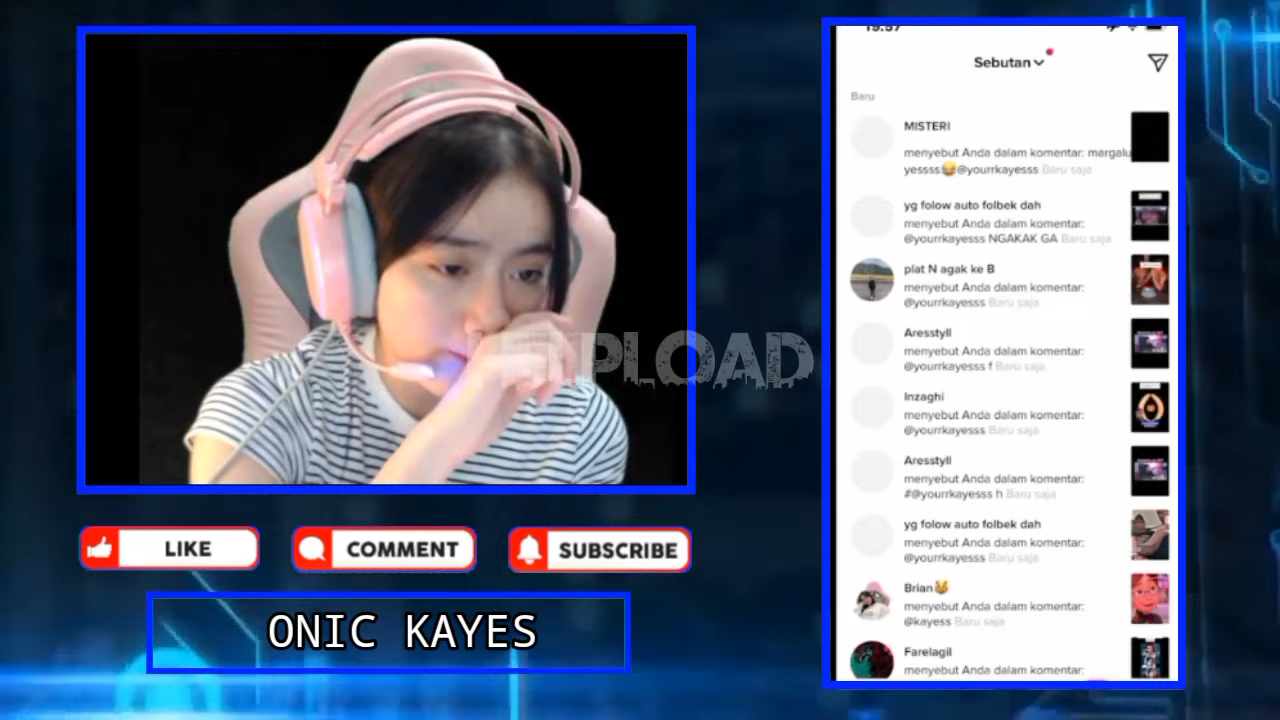 LIKE
COMMENT
SUBSCRIBE
ONIC KAYES
PLOAD
19.57
Sebutan
Baru
MISTERI
menyebut Anda dalam komentar: margalu
yessss😹@yourrkayesss Baru saja
yg folow auto folbek dah
menyebut Anda dalam komentar:
@yourrkayesss NGAKAK GA Baru saja
plat N agak ke B
menyebut Anda dalam komentar:
@yourrkayesss Baru saja
Aresstyll
menyebut Anda dalam komentar:
@yourrkayesss f Baru saja
Inzaghi
menyebut Anda dalam komentar:
@yourrkayesss Baru saja
Aresstyll
menyebut Anda dalam komentar:
#@yourrkayesss h Baru saja
yg folow auto folbek dah
menyebut Anda dalam komentar:
@yourrkayesss Baru saja
Brian😼
menyebut Anda dalam komentar:
@kayess Baru saja
Farelagil
menyebut Anda dalam komentar: